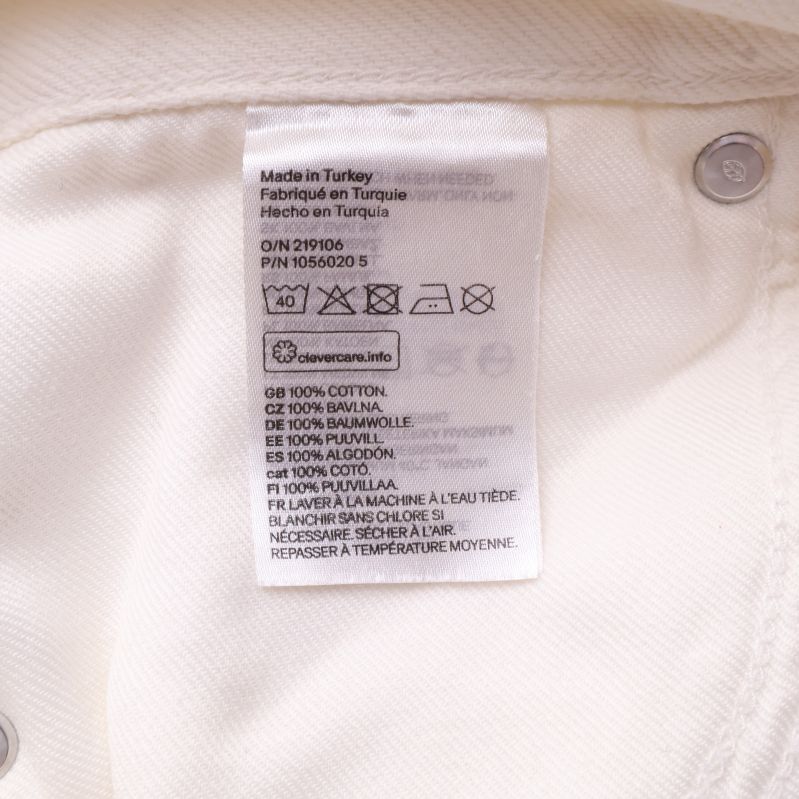 Made in Turkey
Fabriqué en Turquie
Hecho en Turquia
O/N 219106
P/N 1056020 5
40
clevercare.info
GB 100% COTTON.
CZ 100% BAVLNA.
DE 100% BAUMWOLLE.
EE 100% PUUVILL.
ES 100% ALGODÓN.
cat 100% COTÓ.
FI 100% PUUVILLAA.
FR LAVER À LA MACHINE À L'EAU TIÈDE.
BLANCHIR SANS CHLORE SI
NÉCESSAIRE. SÉCHER À L'AIR.
REPASSER À TEMPÉRATURE MOYENNE.